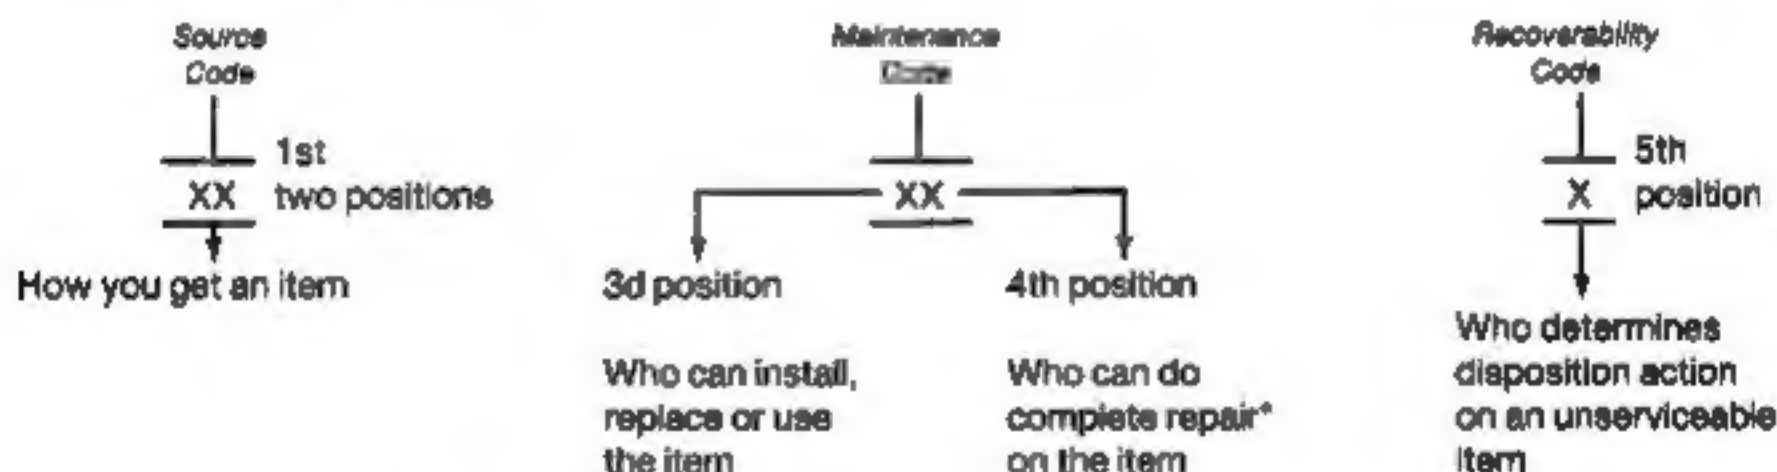 Source
Code
1st
XX two positions
How you get an item
Maintenance
Code
XX
3d position
Who can install,
replace or use
the item
4th position
Who can do
complete repair*
on the item
Recoverability
Code
5th
X position
Who determines
disposition action
on an unserviceable
item